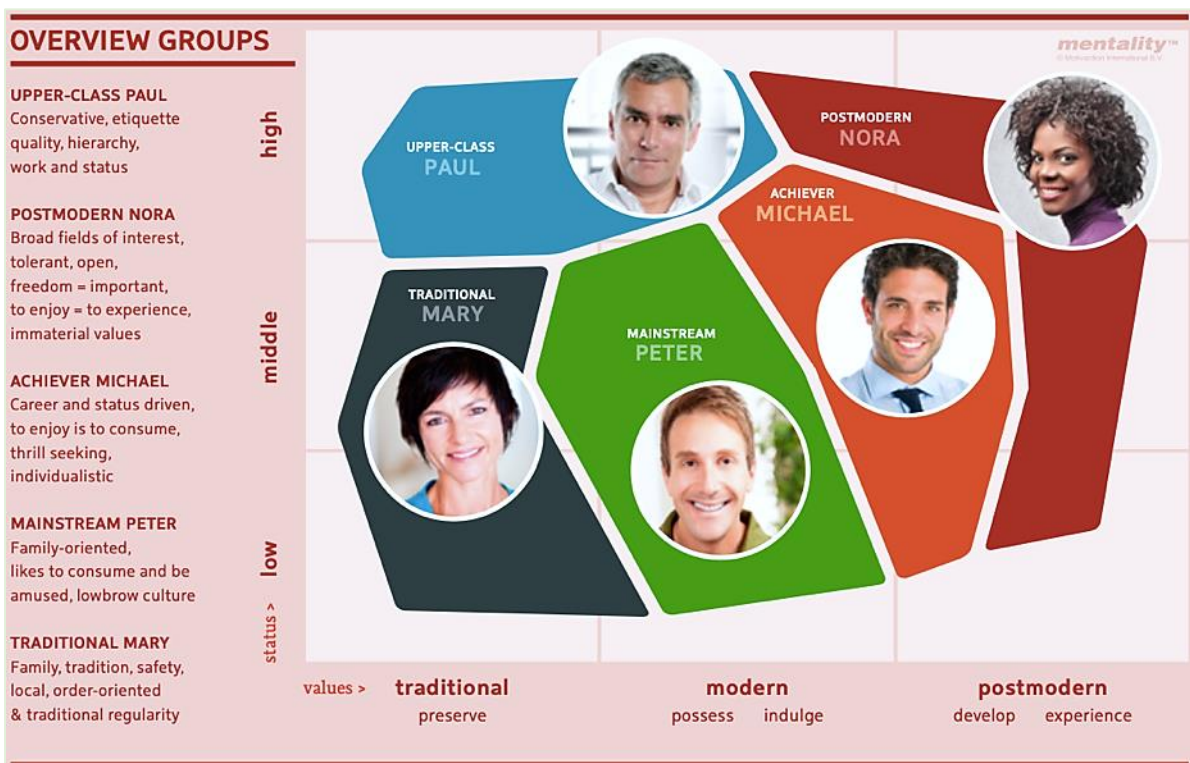 OVERVIEW GROUPS
UPPER-CLASS PAUL
Conservative, etiquette
quality, hierarchy,
work and status
POSTMODERN NORA
Broad fields of interest,
tolerant, open,
freedom = important,
to enjoy = to experience,
immaterial values
ACHIEVER MICHAEL
Career and status driven,
to enjoy is to consume,
thrill seeking,
individualistic
MAINSTREAM PETER
Family-oriented,
likes to consume and be
amused, lowbrow culture
TRADITIONAL MARY
Family, tradition, safety,
local, order-oriented
& traditional regularity
high
middle
low
status >
mentality™
© Motivaction International B.V.
UPPER-CLASS
PAUL
POSTMODERN
NORA
ACHIEVER
MICHAEL
TRADITIONAL
MARY
MAINSTREAM
PETER
values > traditional modern postmodern
preserve possess indulge develop experience